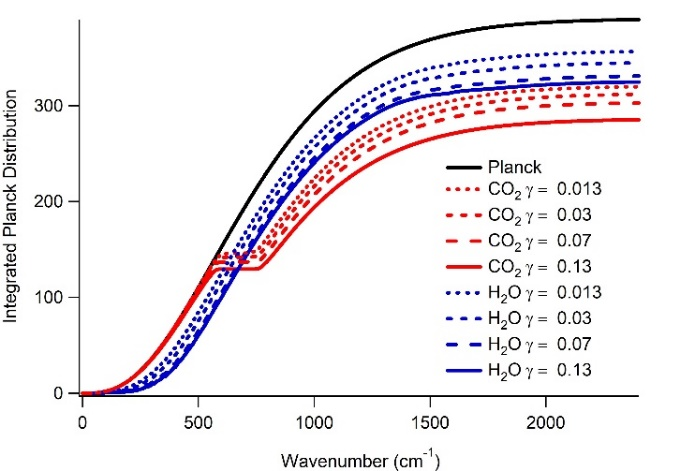 Integrated Planck Distribution
300
200
100
0
Planck
CO₂ γ = 0.013
CO₂ γ = 0.03
CO₂ γ = 0.07
CO₂ γ = 0.13
H₂O γ = 0.013
H₂O γ = 0.03
H₂O γ = 0.07
H₂O γ = 0.13
0 500 1000 1500 2000
Wavenumber (cm⁻¹)